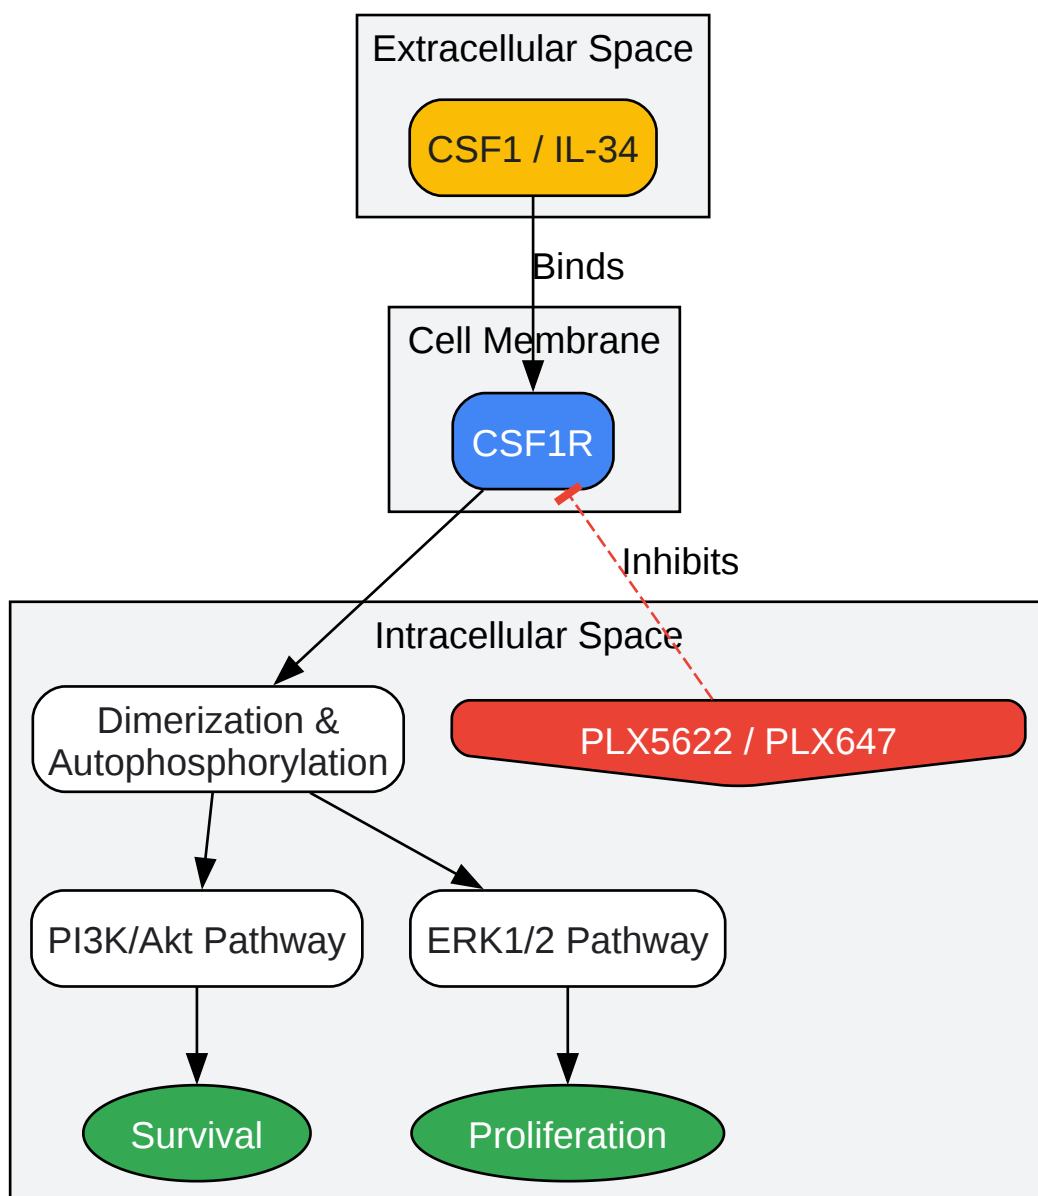 Extracellular Space
CSF1 / IL-34
Binds
Cell Membrane
CSF1R
Inhibits
Intracellular Space
Dimerization &
Autophosphorylation
PLX5622 / PLX647
PI3K/Akt Pathway
ERK1/2 Pathway
Survival
Proliferation